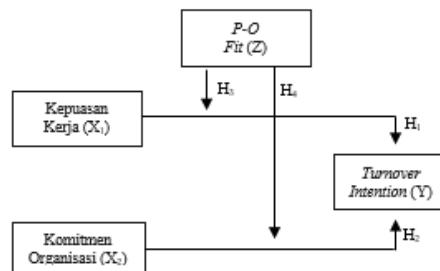 P-O
Fit (Z)
H₃
H₄
Kepuasan
Kerja (X₁)
H₁
Turnover
Intention (Y)
H₂
Komitmen
Organisasi (X₂)